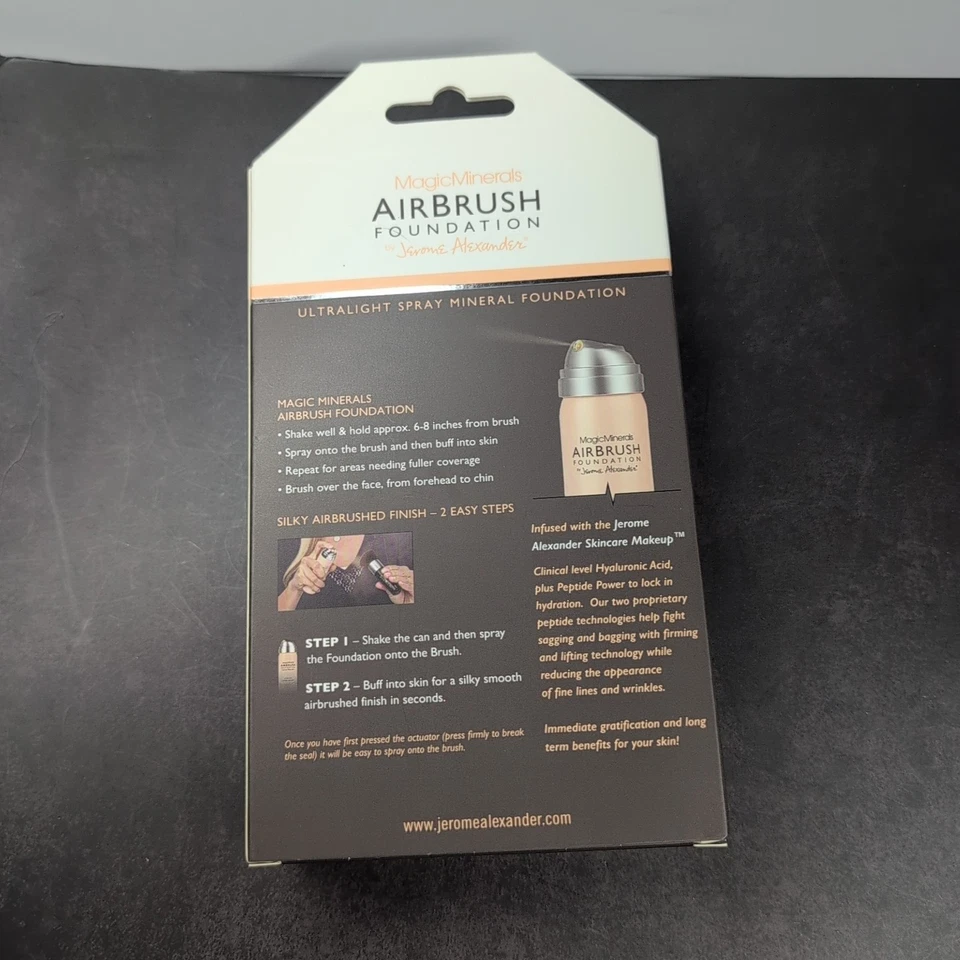 MagicMinerals
AIRBRUSH
FOUNDATION
by Jerome Alexander™
ULTRALIGHT SPRAY MINERAL FOUNDATION
MAGIC MINERALS
AIRBRUSH FOUNDATION
• Shake well & hold approx. 6-8 inches from brush
• Spray onto the brush and then buff into skin
• Repeat for areas needing fuller coverage
• Brush over the face, from forehead to chin
SILKY AIRBRUSHED FINISH – 2 EASY STEPS
STEP 1 – Shake the can and then spray
the Foundation onto the Brush.
AIRBRUSH
STEP 2 – Buff into skin for a silky smooth
airbrushed finish in seconds.
Once you have first pressed the actuator (press firmly to break
the seal) it will be easy to spray onto the brush.
MagicMinerals
AIRBRUSH
FOUNDATION
by Jerome Alexander
Infused with the Jerome
Alexander Skincare Makeup™
Clinical level Hyaluronic Acid,
plus Peptide Power to lock in
hydration. Our two proprietary
peptide technologies help fight
sagging and bagging with firming
and lifting technology while
reducing the appearance
of fine lines and wrinkles.
Immediate gratification and long
term benefits for your skin!
www.jeromealexander.com